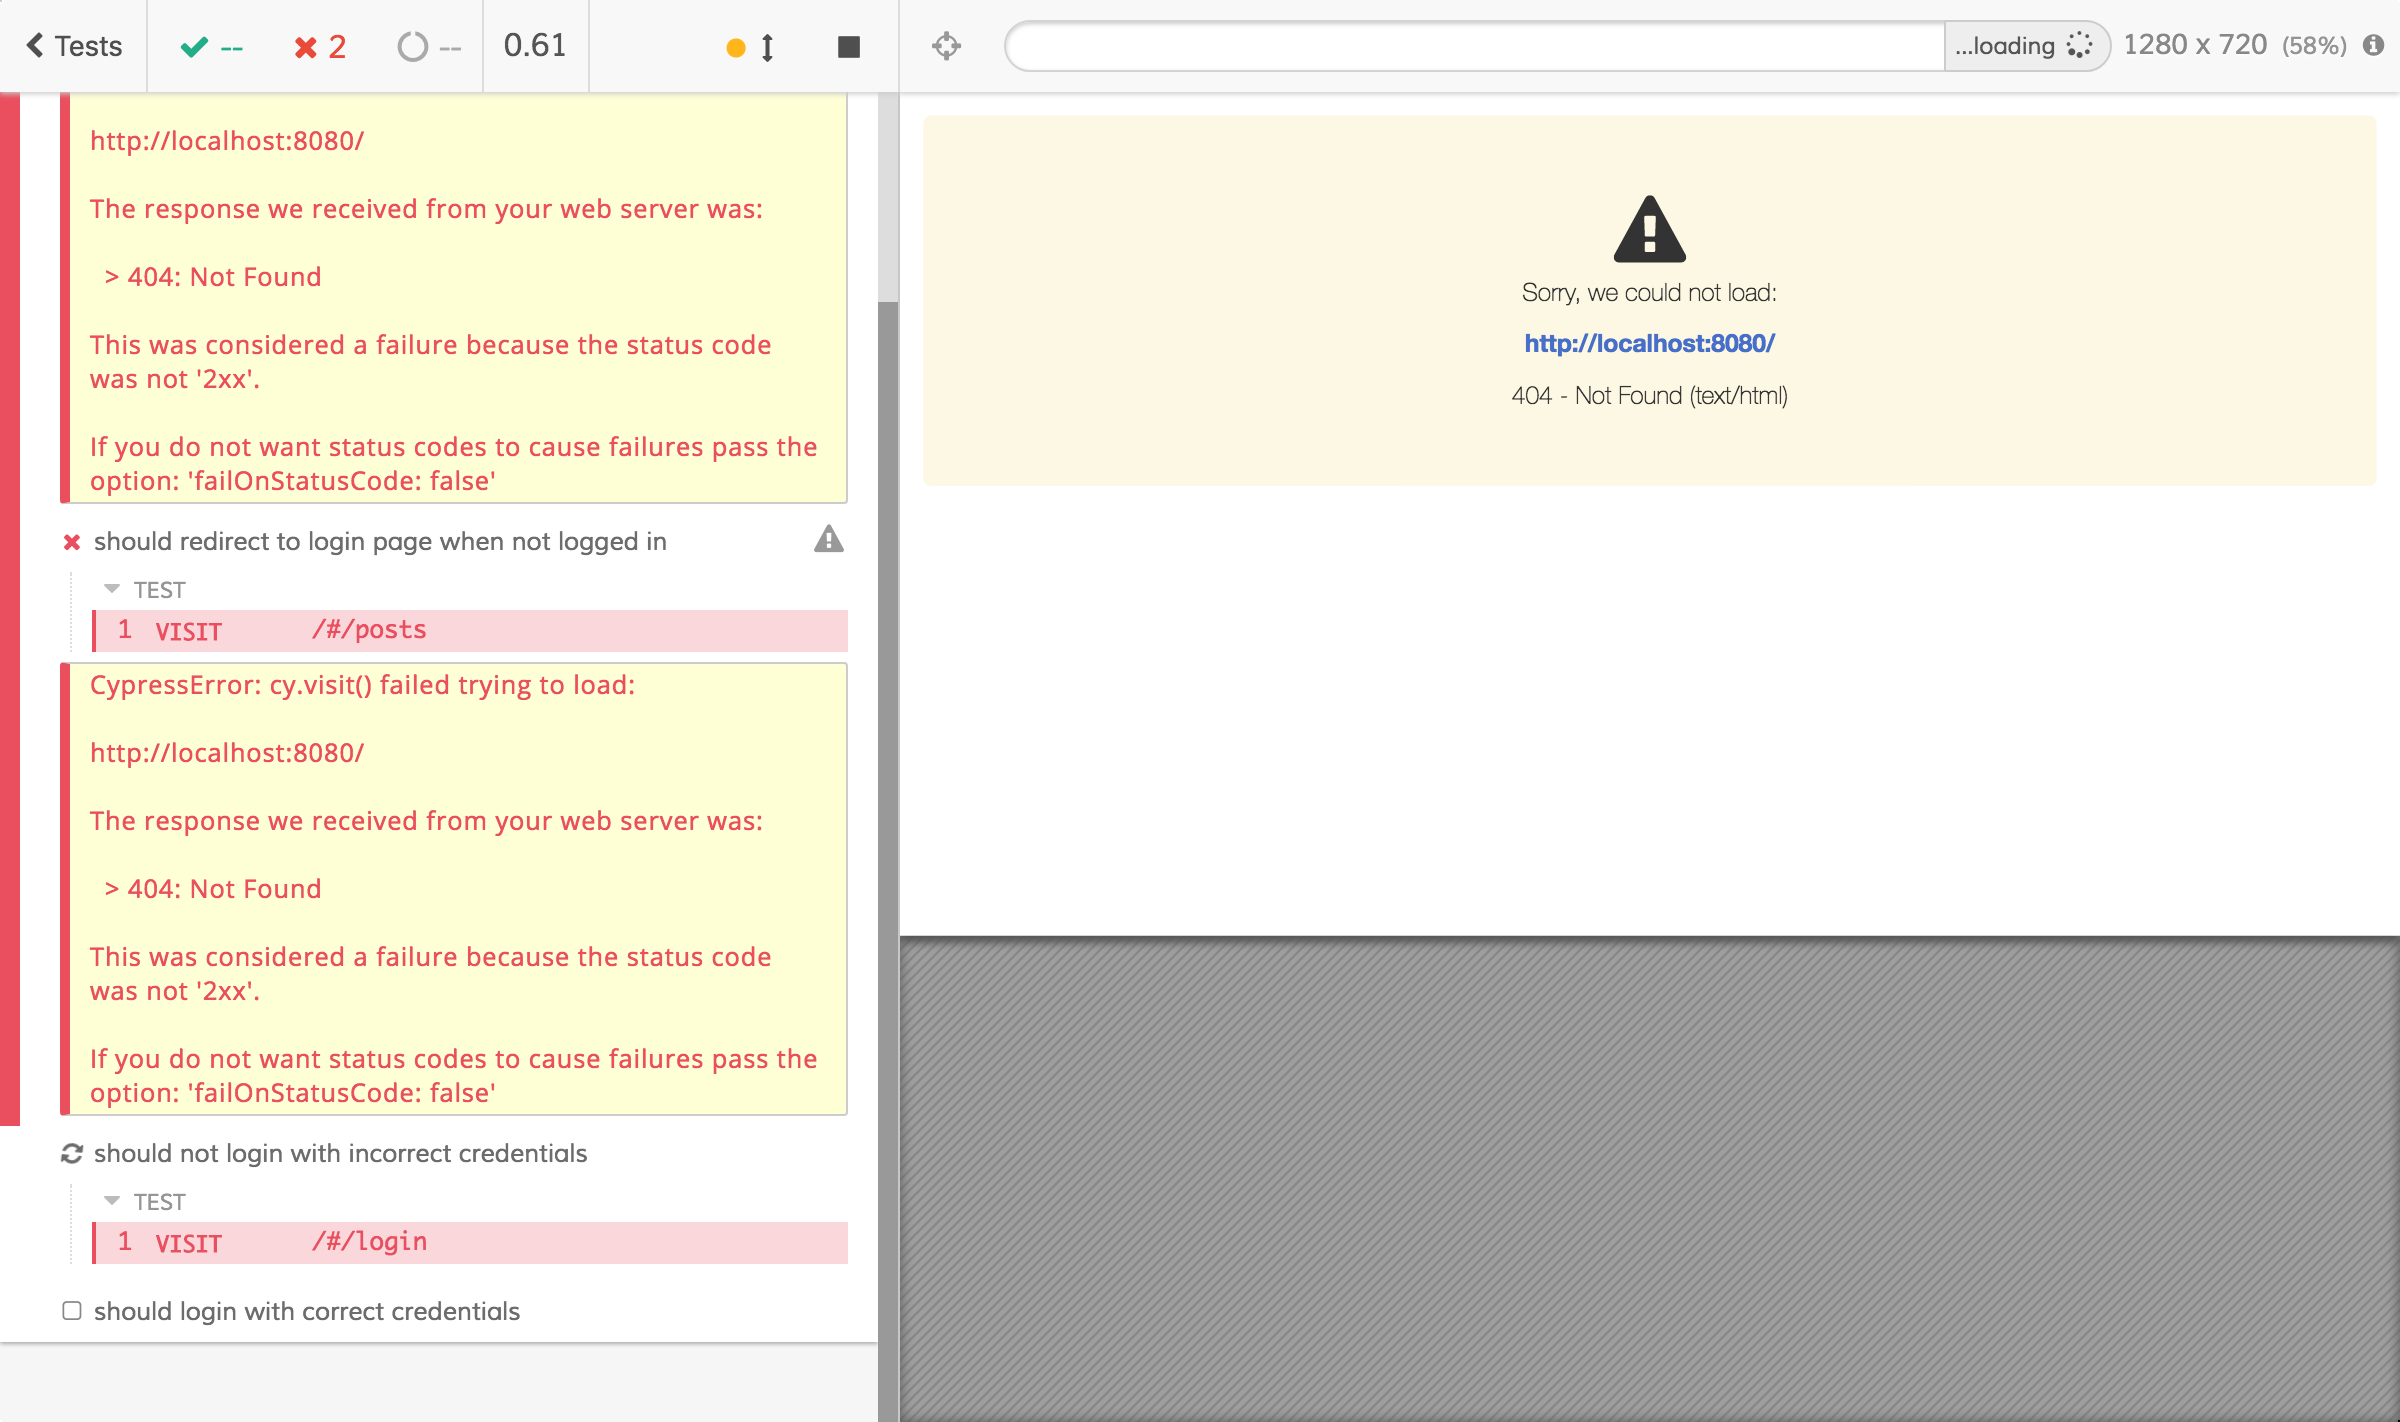 Tests
--
2
--
0.61
...loading
1280 x 720 (58%)
http://localhost:8080/
The response we received from your web server was:
> 404: Not Found
This was considered a failure because the status code
was not '2xx'.
If you do not want status codes to cause failures pass the
option: 'failOnStatusCode: false'
should redirect to login page when not logged in
TEST
1 VISIT /#/posts
CypressError: cy.visit() failed trying to load:
http://localhost:8080/
The response we received from your web server was:
> 404: Not Found
This was considered a failure because the status code
was not '2xx'.
If you do not want status codes to cause failures pass the
option: 'failOnStatusCode: false'
should not login with incorrect credentials
TEST
1 VISIT /#/login
should login with correct credentials
Sorry, we could not load:
http://localhost:8080/
404 - Not Found (text/html)